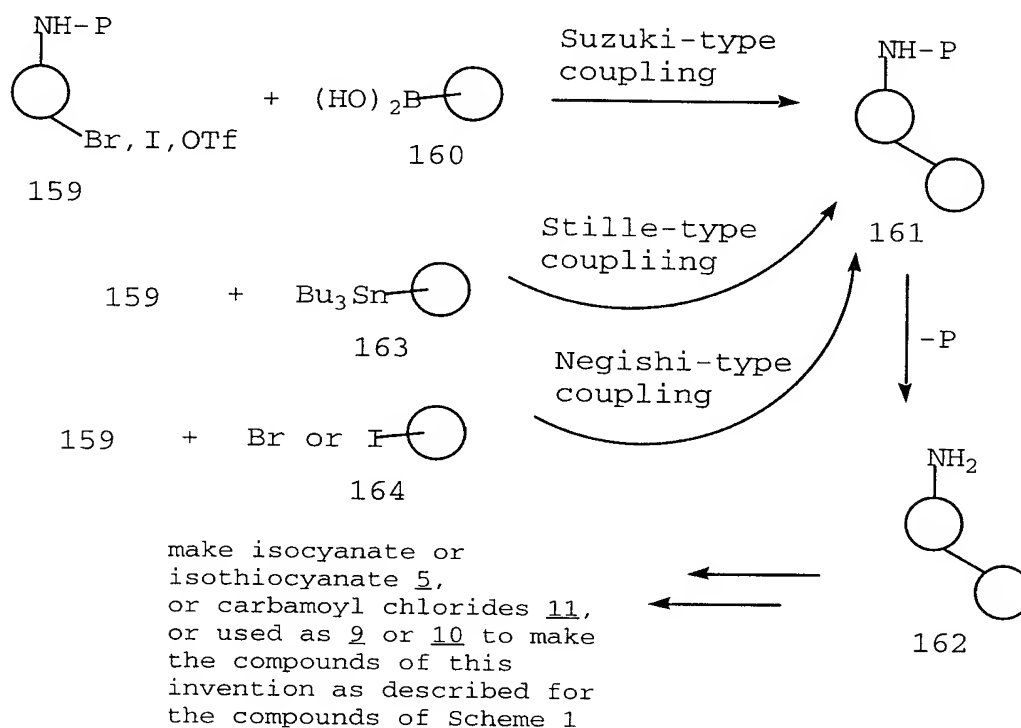 NH-P
Br, I, OTf
159
+
(HO)2B
160
Suzuki-type
coupling
NH-P
161
159 + Bu3Sn
163
Stille-type
coupliing
159 + Br or I
164
Negishi-type
coupling
-P
NH2
162
make isocyanate or
isothiocyanate 5,
or carbamoyl chlorides 11,
or used as 9 or 10 to make
the compounds of this
invention as described for
the compounds of Scheme 1